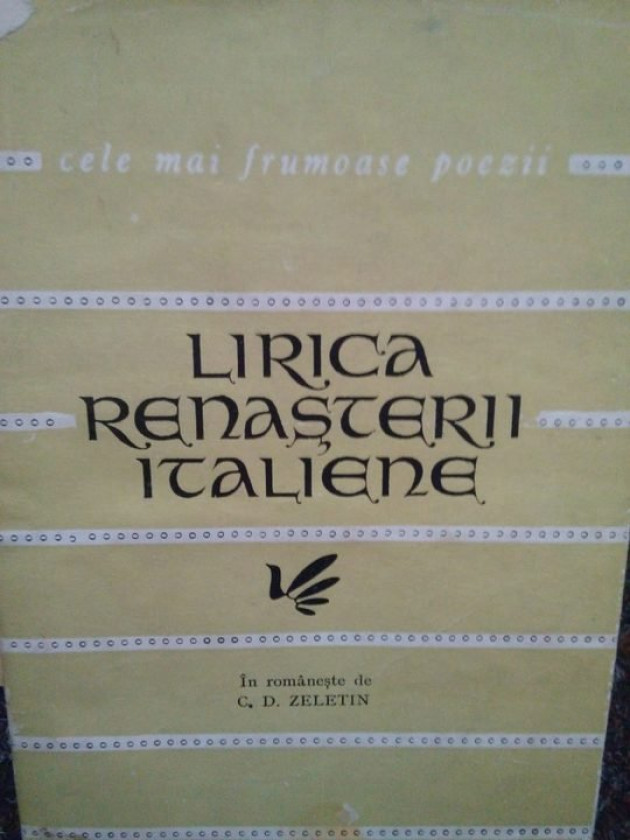 cele mai frumoase poezii
LIRICA
RENAȘTERII
ITALIENE
În românește de
C. D. ZELETIN